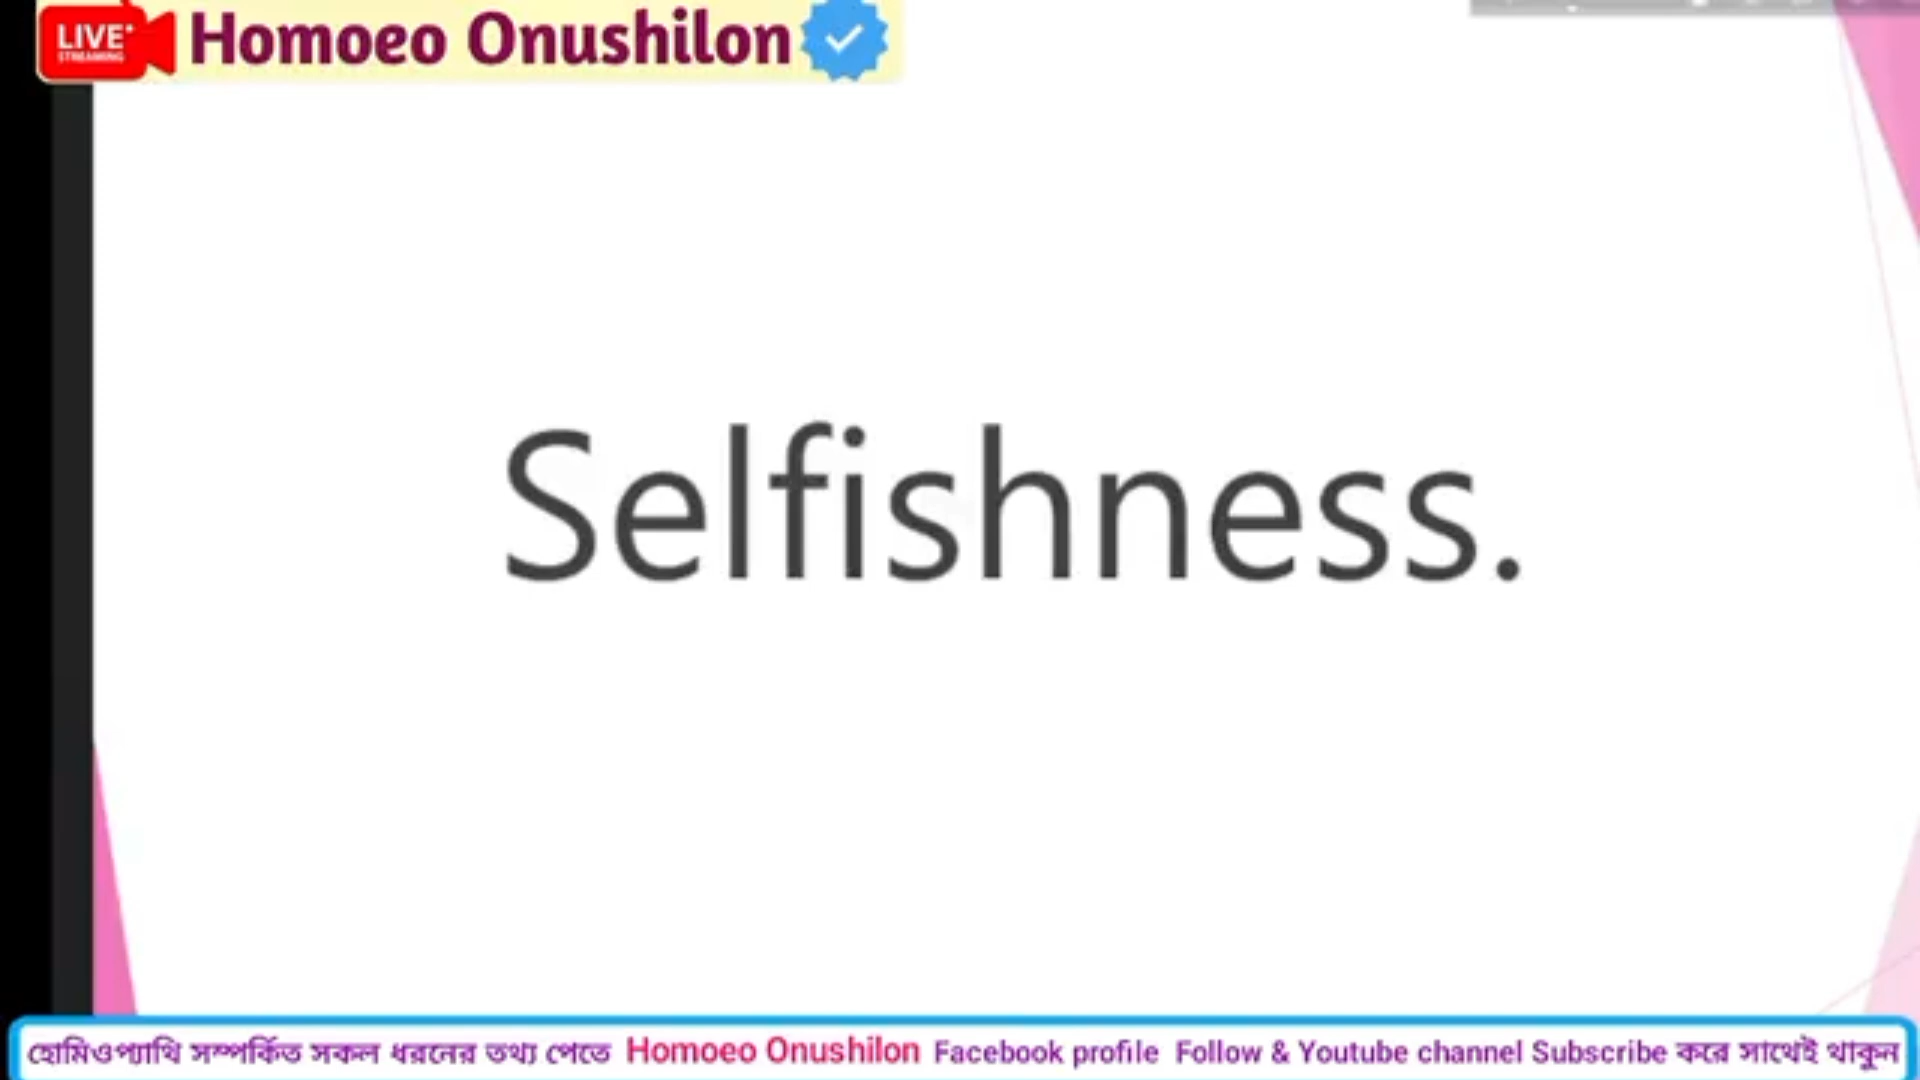 LIVE
STREAMING
Homoeo Onushilon
Selfishness.
হোমিওপ্যাথি সম্পর্কিত সকল ধরনের তথ্য পেতে Homoeo Onushilon Facebook profile Follow & Youtube channel Subscribe করে সাথেই থাকুন